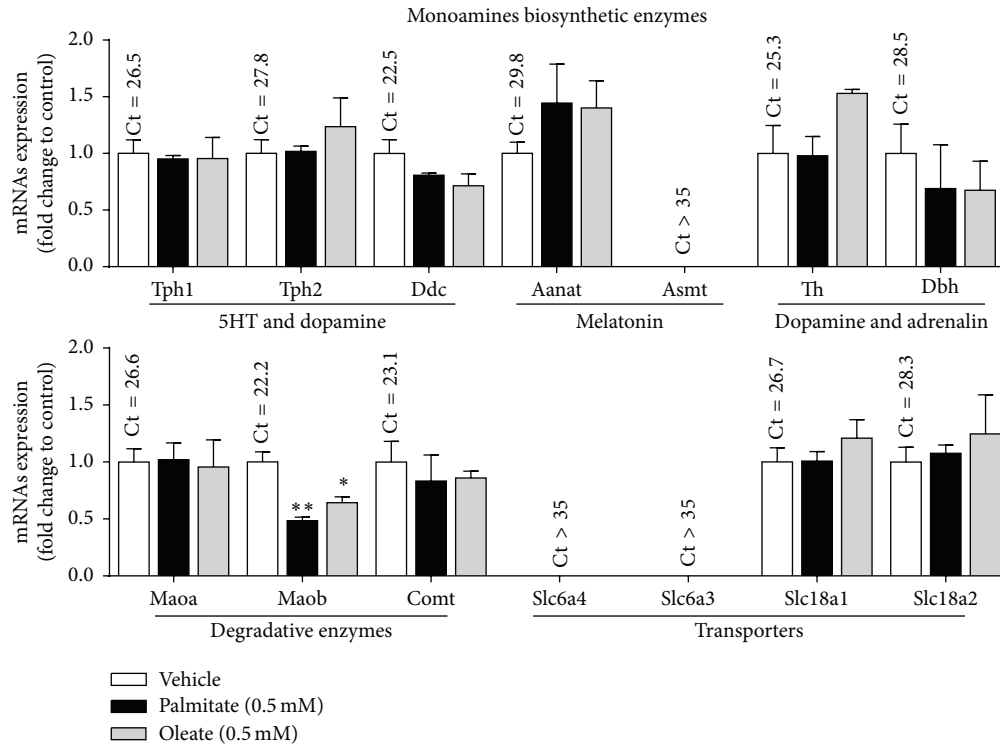 Monoamines biosynthetic enzymes
mRNAs expression
(fold change to control)
2.0
1.5
1.0
0.5
0.0
Ct = 26.5
Ct = 27.8
Ct = 22.5
Ct = 29.8
Ct > 35
Ct = 25.3
Ct = 28.5
Tph1 Tph2 Ddc Aanat Asmt Th Dbh
5HT and dopamine Melatonin Dopamine and adrenalin
mRNAs expression
(fold change to control)
2.0
1.5
1.0
0.5
0.0
Ct = 26.6
Ct = 22.2
**
*
Ct = 23.1
Ct > 35
Ct > 35
Ct = 26.7
Ct = 28.3
Maoa Maob Comt Slc6a4 Slc6a3 Slc18a1 Slc18a2
Degradative enzymes Transporters
Vehicle
Palmitate (0.5 mM)
Oleate (0.5 mM)